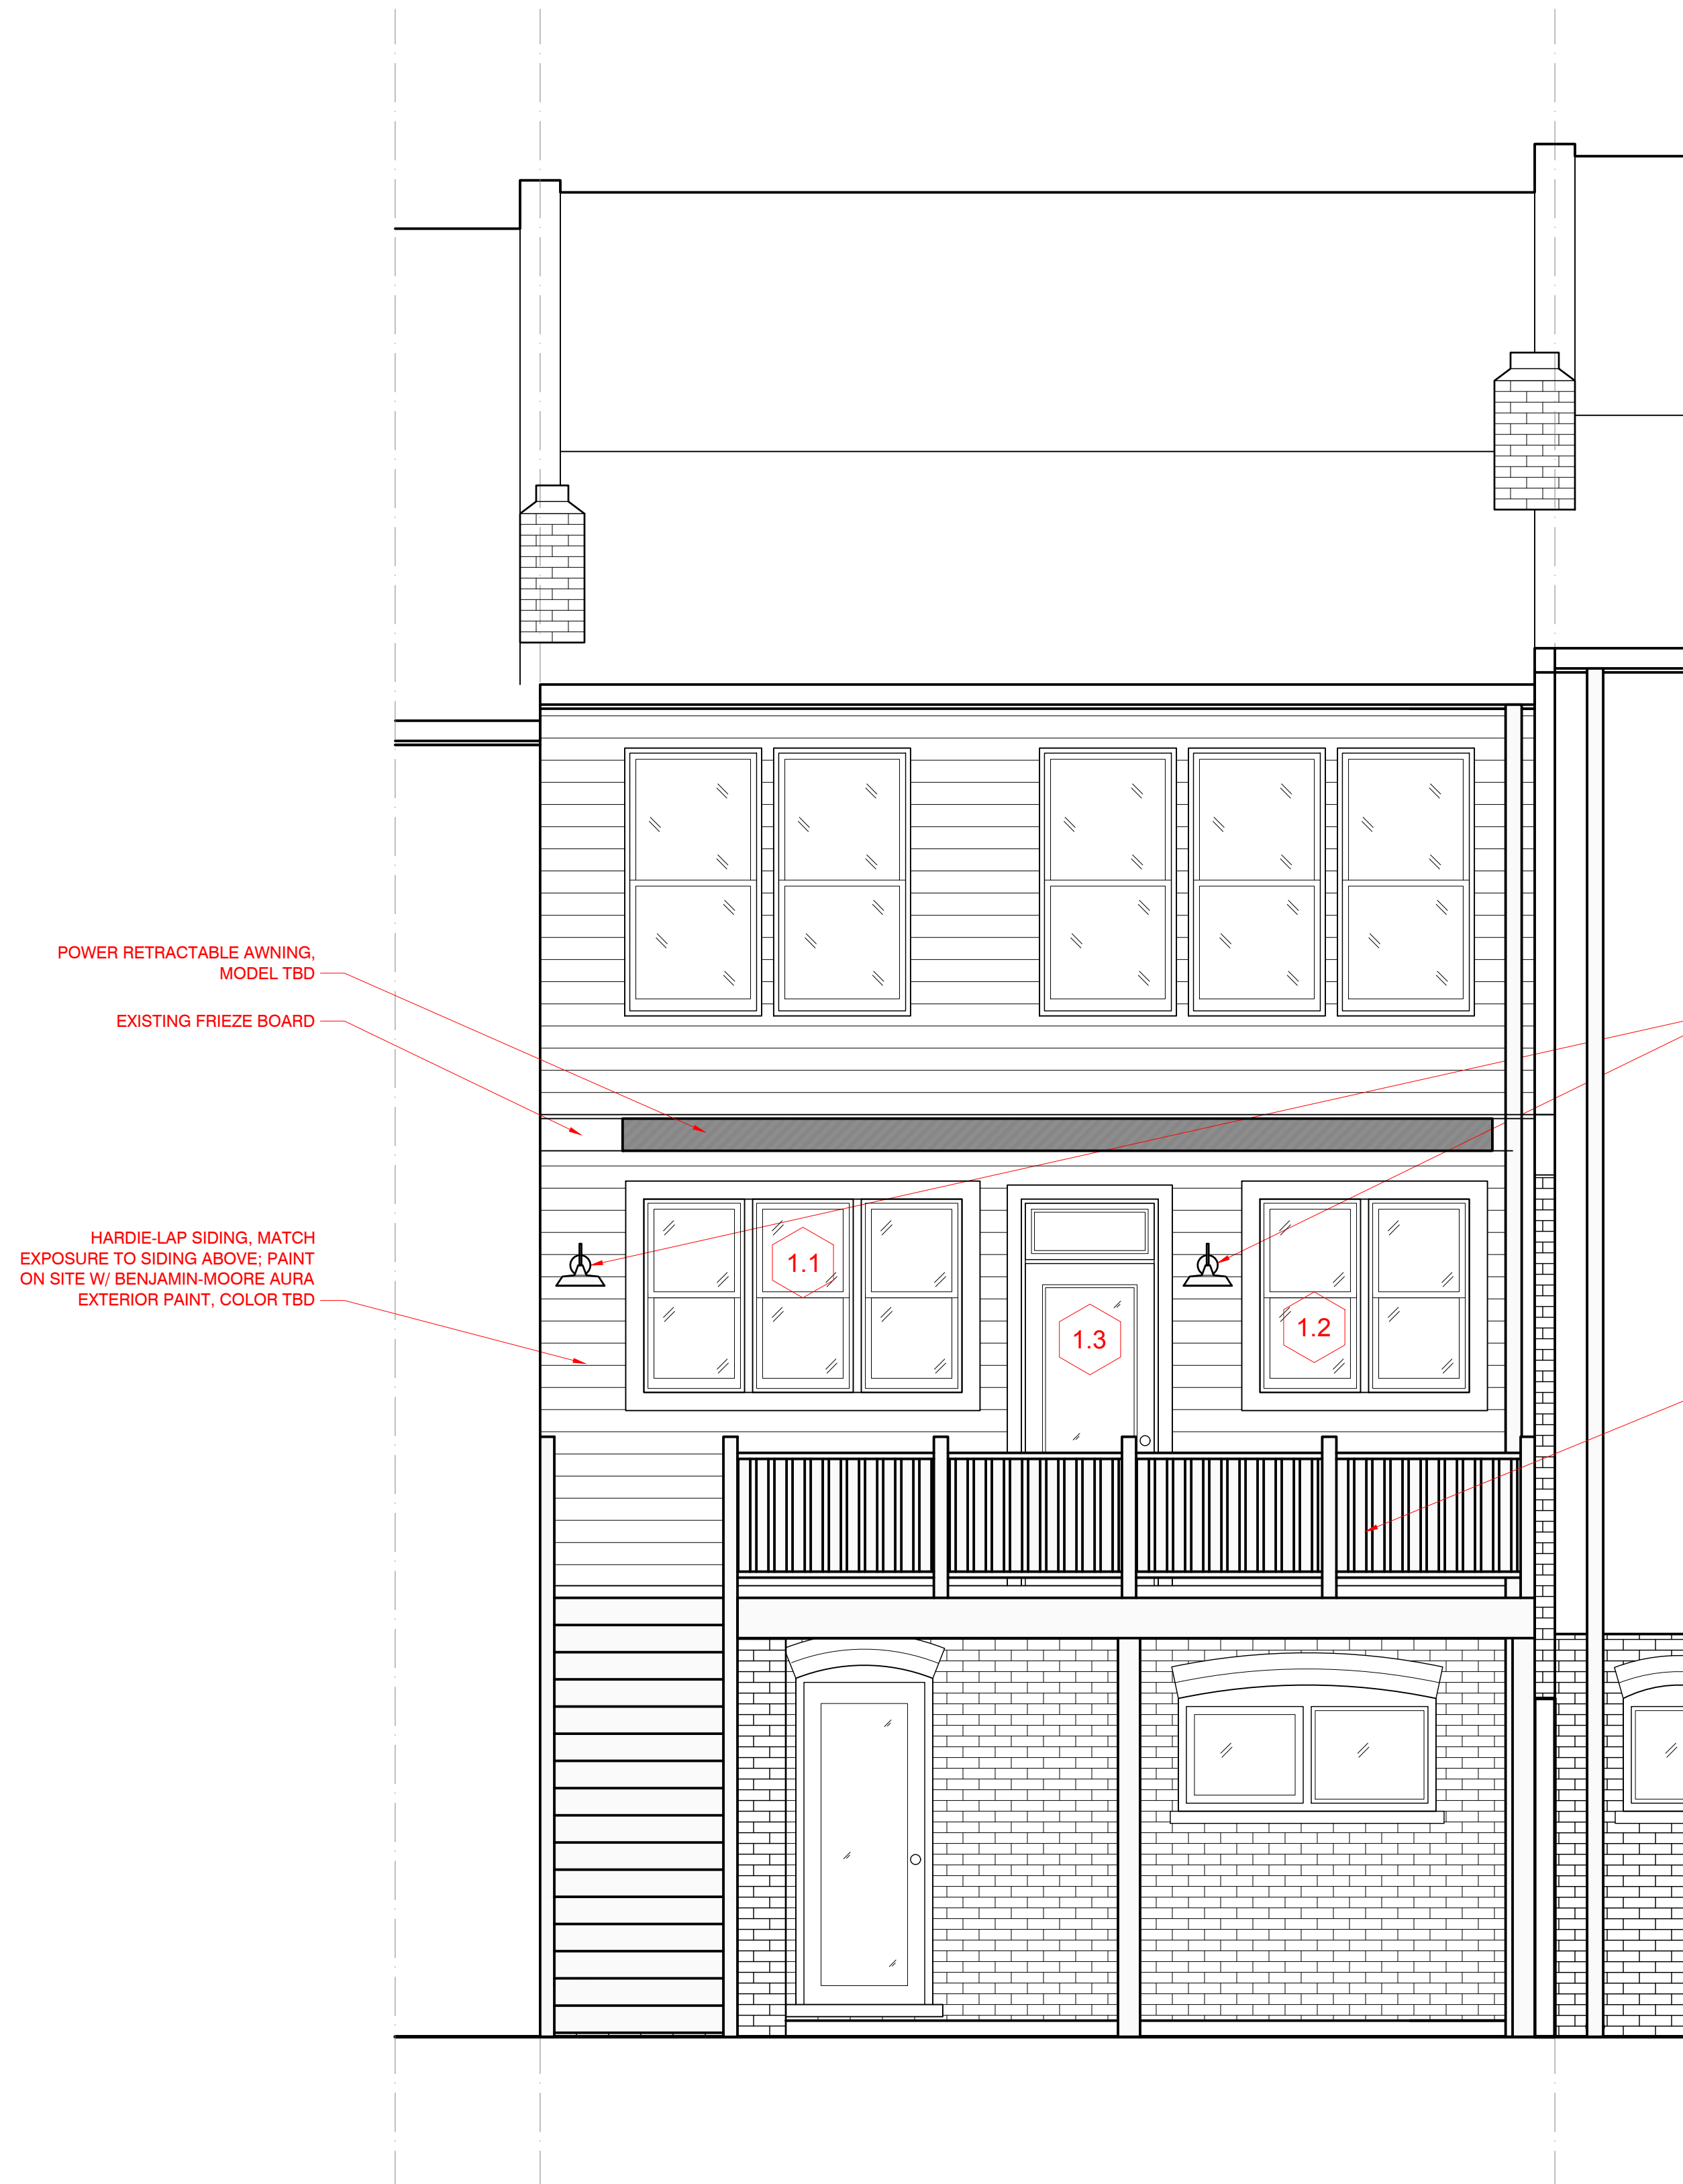 POWER RETRACTABLE AWNING,
MODEL TBD
EXISTING FRIEZE BOARD
HARDIE-LAP SIDING, MATCH
EXPOSURE TO SIDING ABOVE; PAINT
ON SITE W/ BENJAMIN-MOORE AURA
EXTERIOR PAINT, COLOR TBD
1.1
1.3
1.2